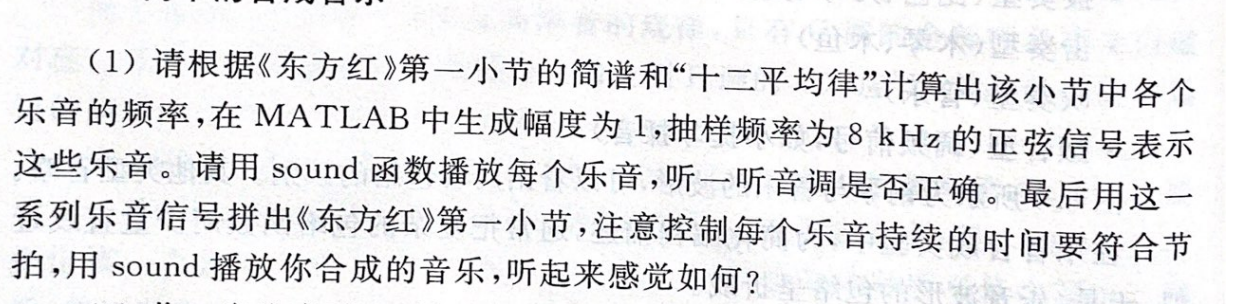 (1) 请根据《东方红》第一小节的简谱和“十二平均律”计算出该小节中各个
乐音的频率,在 MATLAB 中生成幅度为 1,抽样频率为 8 kHz 的正弦信号表示
这些乐音。请用 sound 函数播放每个乐音,听一听音调是否正确。最后用这一
系列乐音信号拼出《东方红》第一小节,注意控制每个乐音持续的时间要符合节
拍,用 sound 播放你合成的音乐,听起来感觉如何?